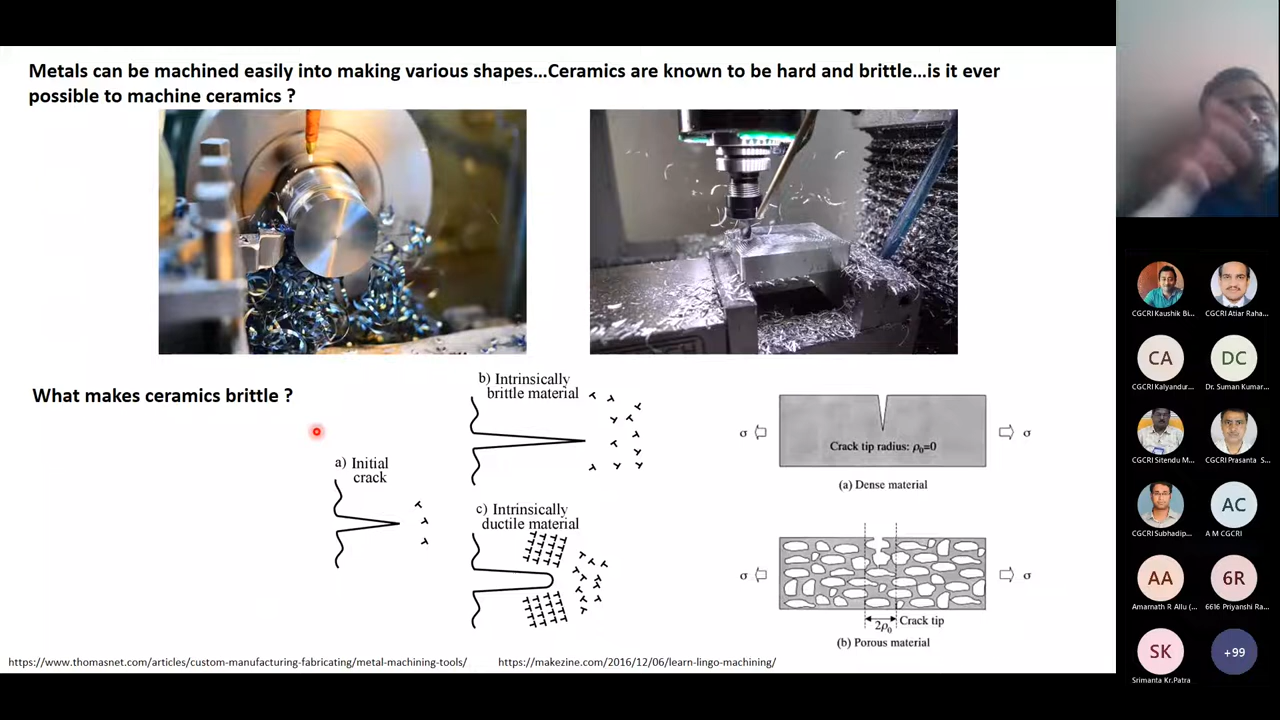 Metals can be machined easily into making various shapes…Ceramics are known to be hard and brittle…is it ever
possible to machine ceramics ?
What makes ceramics brittle ?
a) Initial
crack
b) Intrinsically
brittle material
c) Intrinsically
ductile material
σ
Crack tip radius: ρ₀=0
σ
(a) Dense material
σ
σ
2ρ₀
Crack tip
(b) Porous material
https://www.thomasnet.com/articles/custom-manufacturing-fabricating/metal-machining-tools/
https://makezine.com/2016/12/06/learn-lingo-machining/
CGCRI Kaushik Bi...
CGCRI Atiar Raha...
CA
DC
CGCRI Kalyandur...
Dr. Suman Kumar...
CGCRI Sitendu M...
CGCRI Prasanta S...
AC
CGCRI Subhadip...
A M CGCRI
AA
6R
Amarnath R Allu (...
6616 Priyanshi Ra...
SK
+99
Srimanta Kr.Patra